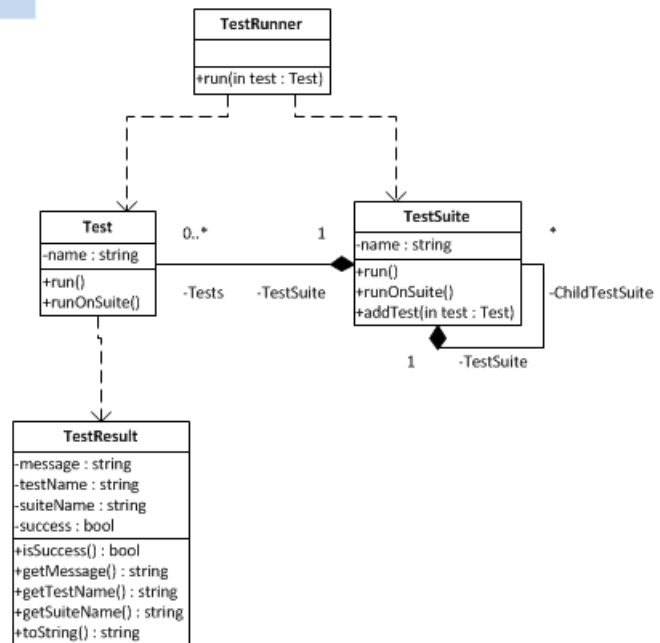 TestRunner
+run(in test : Test)
Test
-name : string
+run()
+runOnSuite()
0..*
1
-Tests
-TestSuite
TestSuite
-name : string
+run()
+runOnSuite()
+addTest(in test : Test)
*
-ChildTestSuite
1
-TestSuite
TestResult
-message : string
-testName : string
-suiteName : string
-success : bool
+isSuccess() : bool
+getMessage() : string
+getTestName() : string
+getSuiteName() : string
+toString() : string